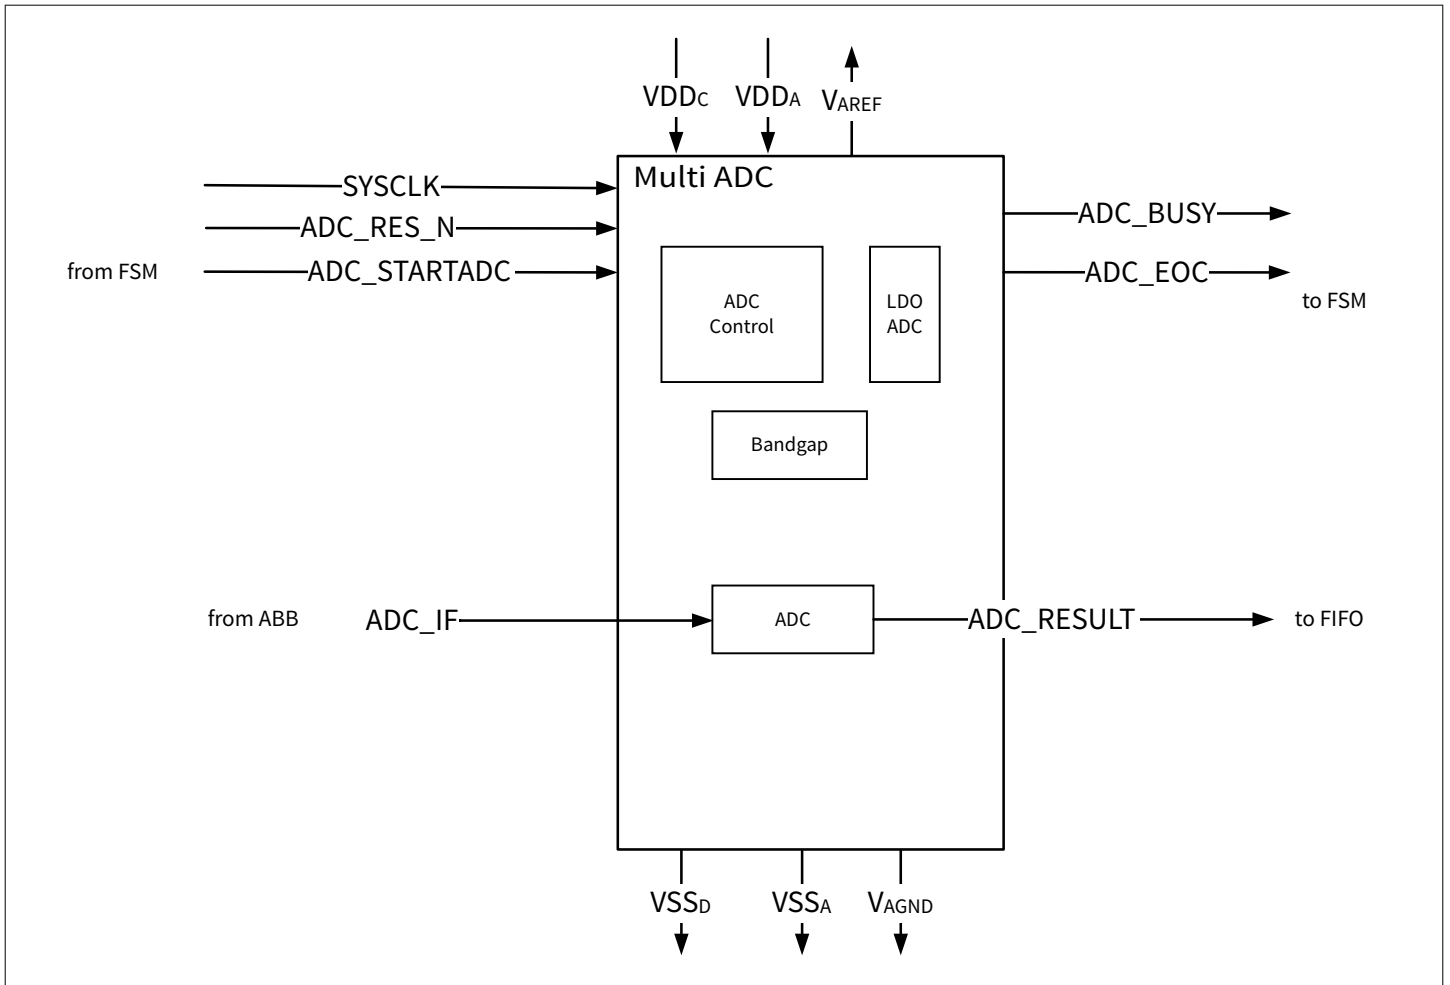 VDDC VDDA VAREF
Multi ADC
SYSCLK
ADC_RES_N
ADC_BUSY
from FSM
ADC_STARTADC
ADC_EOC
to FSM
ADC
Control
LDO
ADC
Bandgap
from ABB
ADC_IF
ADC
ADC_RESULT
to FIFO
VSSD VSSA VAGND